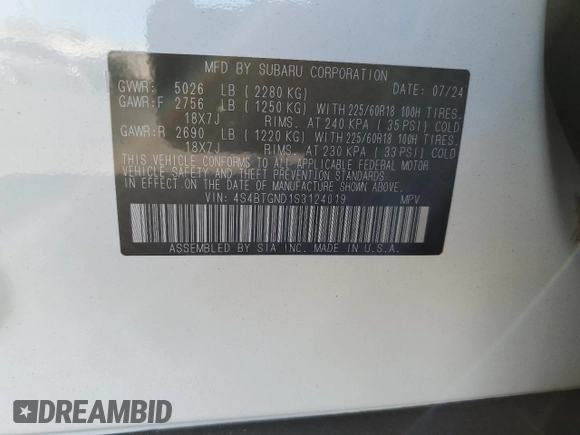 MFD BY SUBARU CORPORATION
GVWR: 5026 LB ( 2280 KG) DATE: 07/24
GAWR:F 2756 LB ( 1250 KG) WITH 225/60R18 100H TIRES.
18X7J RIMS. AT 240 KPA ( 35 PSI) COLD
GAWR:R 2690 LB ( 1220 KG) WITH 225/60R18 100H TIRES.
18X7J RIMS. AT 230 KPA ( 33 PSI) COLD
THIS VEHICLE CONFORMS TO ALL APPLICABLE FEDERAL MOTOR
VEHICLE SAFETY AND THEFT PREVENTION STANDARDS
IN EFFECT ON THE DATE OF MANUFACTURE SHOWN ABOVE.
VIN: 4S4BTGND1S3124019 MPV
ASSEMBLED BY SIA INC. MADE IN U.S.A.
DREAMBID